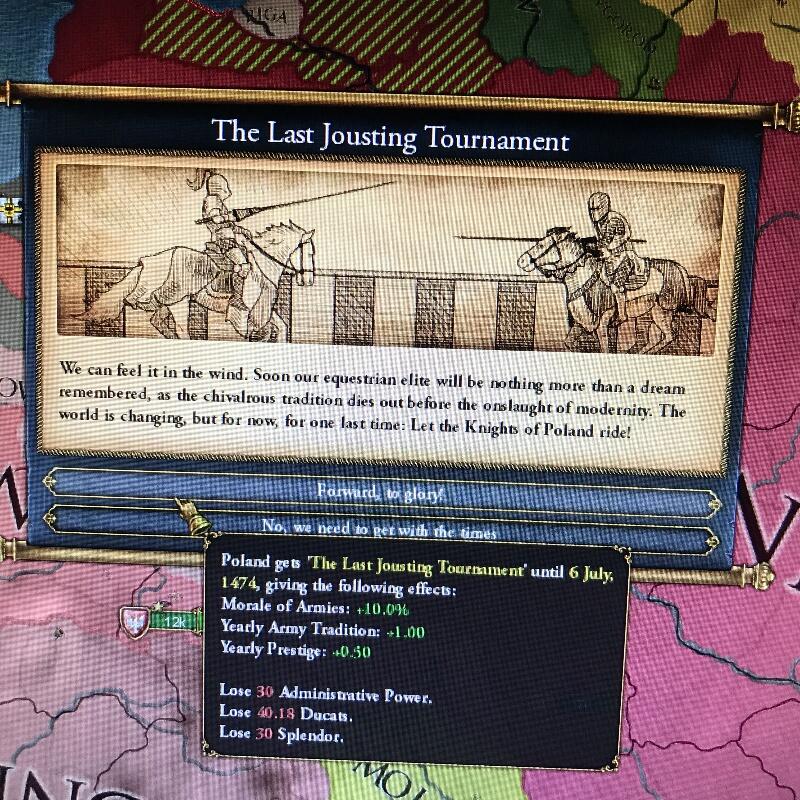 RIGA
The Last Jousting Tournament
We can feel it in the wind. Soon our equestrian elite will be nothing more than a dream
remembered, as the chivalrous tradition dies out before the onslaught of modernity. The
world is changing, but for now, for one last time: Let the Knights of Poland ride!
Forward, to glory!
No, we need to get with the times
Poland gets 'The Last Jousting Tournament' until 6 July,
1474, giving the following effects:
Morale of Armies: +10.0%
Yearly Army Tradition: +1.00
Yearly Prestige: +0.50
12k
Lose 30 Administrative Power.
Lose 40.18 Ducats.
Lose 30 Splendor.